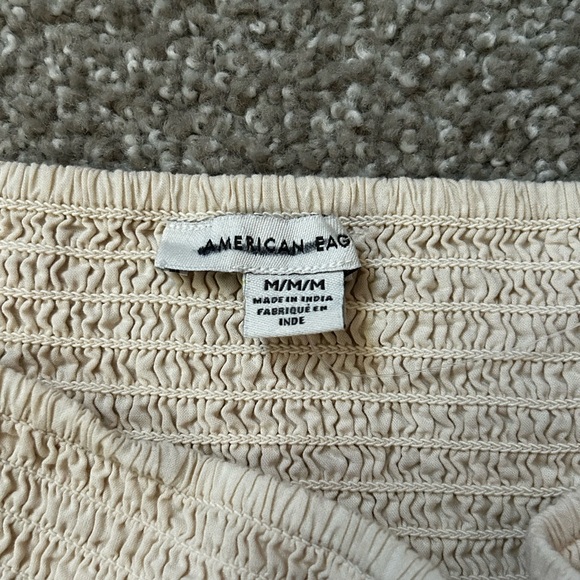 AMERICAN EAG
M/M/M
MADE IN INDIA
FABRIQUÉ EN
INDE